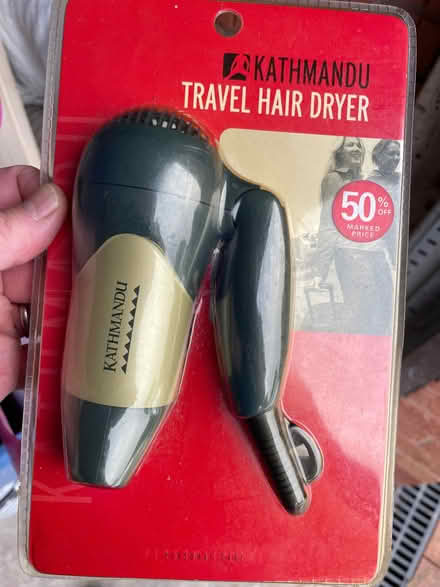 KATHMANDU
TRAVEL HAIR DRYER
50% OFF
MARKED
PRICE
KATHMANDU